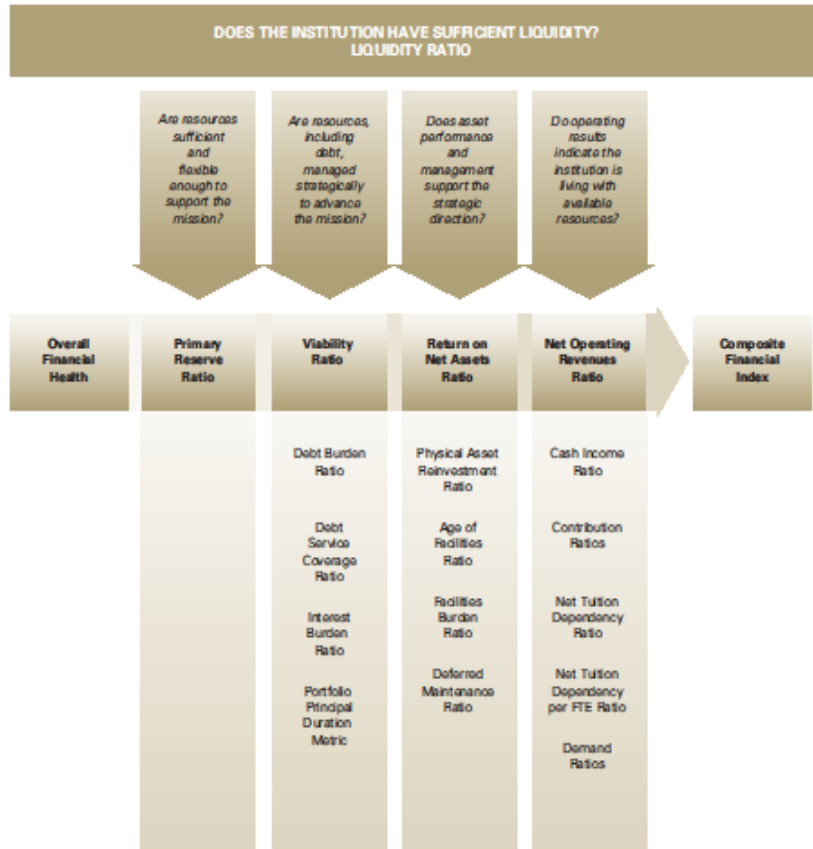 DOES THE INSTITUTION HAVE SUFFICIENT LIQUIDITY?
LIQUIDITY RATIO
Are resources
sufficient
and
flexible
enough to
support the
mission?
Are resources,
including
debt,
managed
strategically
to advance
the mission?
Does asset
performance
and
management
support the
strategic
direction?
Do operating
results
indicate the
institution is
living with
available
resources?
Overall
Financial
Health
Primary
Reserve
Ratio
Viability
Ratio
Return on
Net Assets
Ratio
Net Operating
Revenues
Ratio
Composite
Financial
Index
Debt Burden
Ratio
Debt
Service
Coverage
Ratio
Interest
Burden
Ratio
Portfolio
Principal
Duration
Metric
Physical Asset
Reinvestment
Ratio
Age of
Facilities
Ratio
Facilities
Burden
Ratio
Deferred
Maintenance
Ratio
Cash Income
Ratio
Contribution
Ratios
Net Tuition
Dependency
Ratio
Net Tuition
Dependency
per FTE Ratio
Demand
Ratios